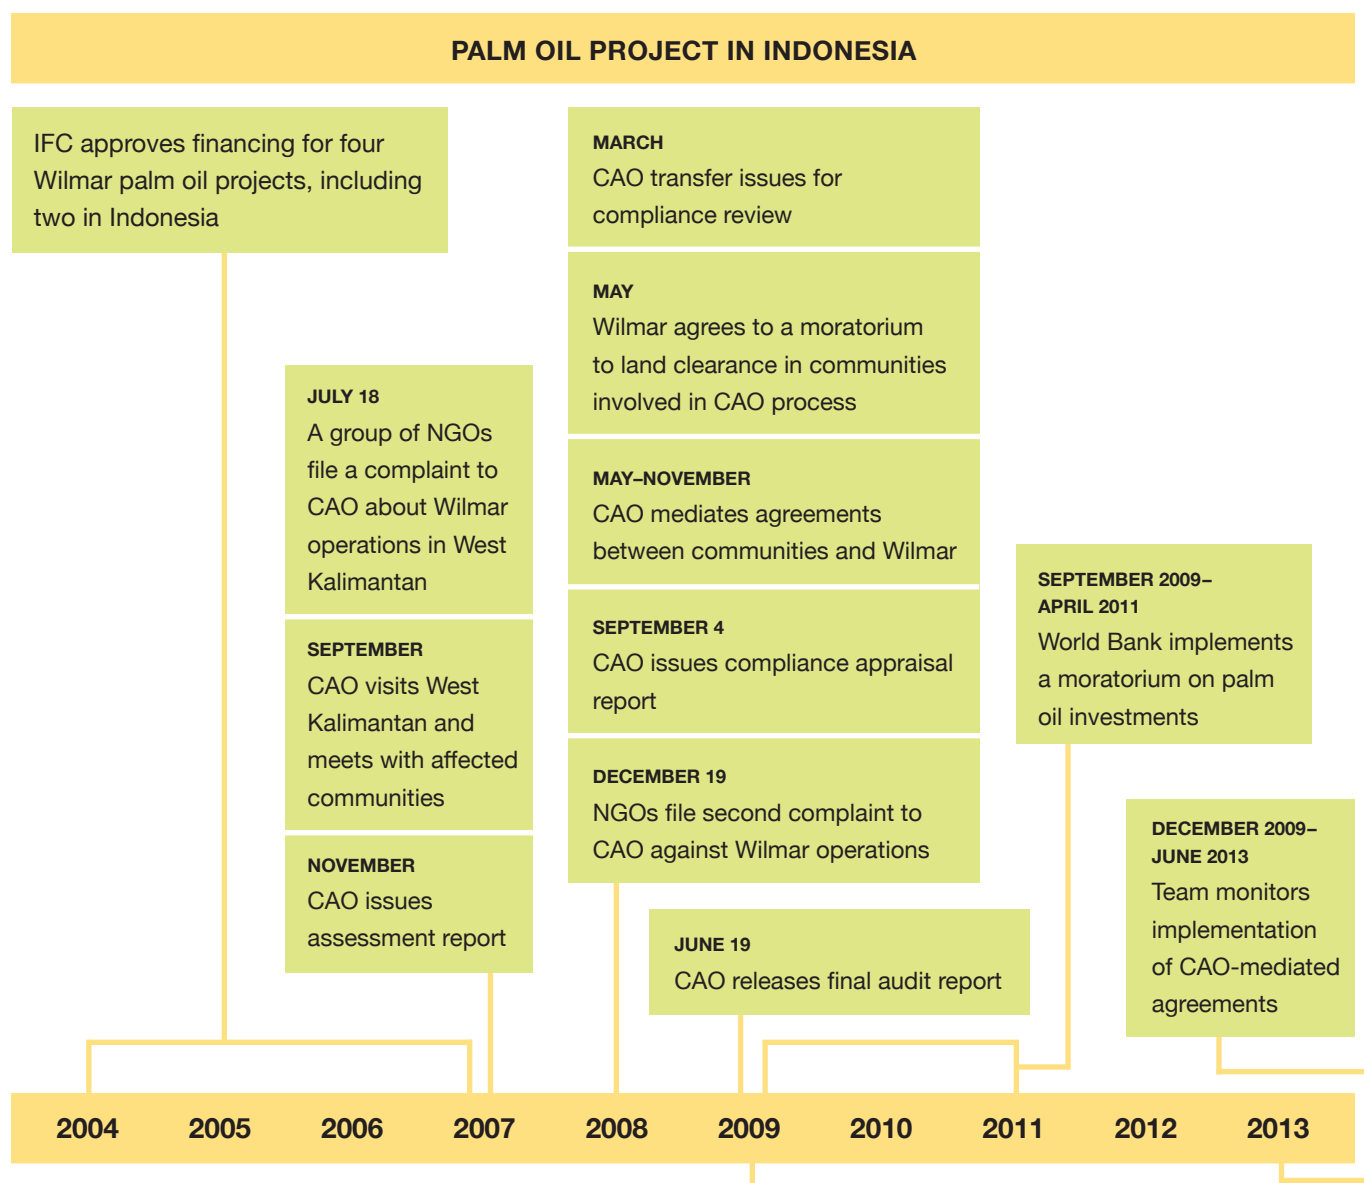 PALM OIL PROJECT IN INDONESIA
IFC approves financing for four
Wilmar palm oil projects, including
two in Indonesia
JULY 18
A group of NGOs
file a complaint to
CAO about Wilmar
operations in West
Kalimantan
SEPTEMBER
CAO visits West
Kalimantan and
meets with affected
communities
NOVEMBER
CAO issues
assessment report
MARCH
CAO transfer issues for
compliance review
MAY
Wilmar agrees to a moratorium
to land clearance in communities
involved in CAO process
MAY–NOVEMBER
CAO mediates agreements
between communities and Wilmar
SEPTEMBER 4
CAO issues compliance appraisal
report
DECEMBER 19
NGOs file second complaint to
CAO against Wilmar operations
JUNE 19
CAO releases final audit report
SEPTEMBER 2009–
APRIL 2011
World Bank implements
a moratorium on palm
oil investments
DECEMBER 2009–
JUNE 2013
Team monitors
implementation
of CAO-mediated
agreements
2004 2005 2006 2007 2008 2009 2010 2011 2012 2013